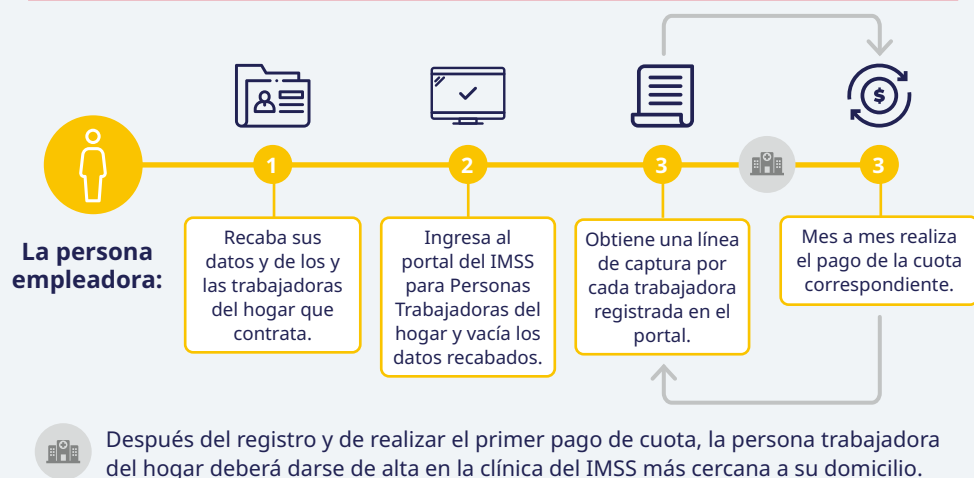 1
2
3
3
La persona
empleadora:
Recaba sus
datos y de los y
las trabajadoras
del hogar que
contrata.
Ingresa al
portal del IMSS
para Personas
Trabajadoras del
hogar y vacía los
datos recabados.
Obtiene una línea
de captura por
cada trabajadora
registrada en el
portal.
Mes a mes realiza
el pago de la cuota
correspondiente.
Después del registro y de realizar el primer pago de cuota, la persona trabajadora
del hogar deberá darse de alta en la clínica del IMSS más cercana a su domicilio.